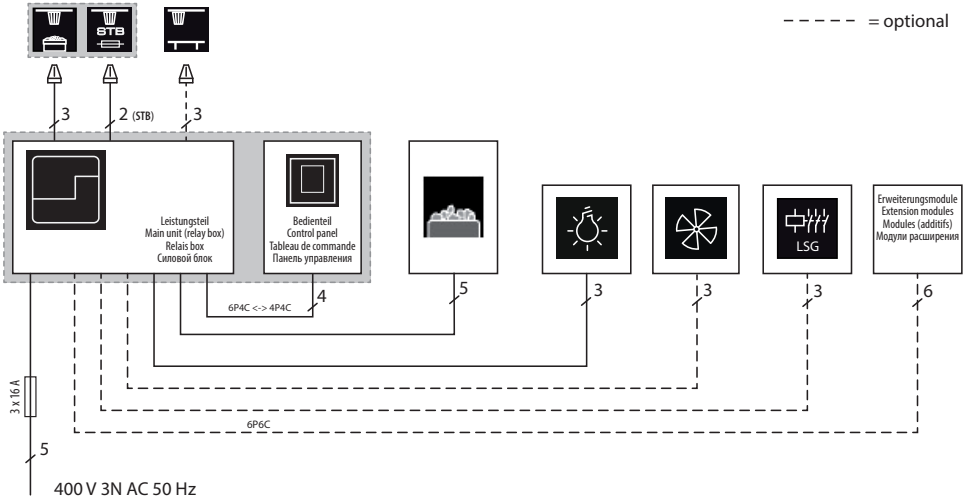 STB
= optional
3
2 (STB)
3
Leistungsteil
Main unit (relay box)
Relais box
Силовой блок
Bedienteil
Control panel
Tableau de commande
Панель управления
LSG
Erweiterungsmodule
Extension modules
Modules (additifs)
Модули расширения
4
5
3
3
3
6
6P4C <-> 4P4C
3 x 16 A
6P6C
5
400 V 3N AC 50 Hz